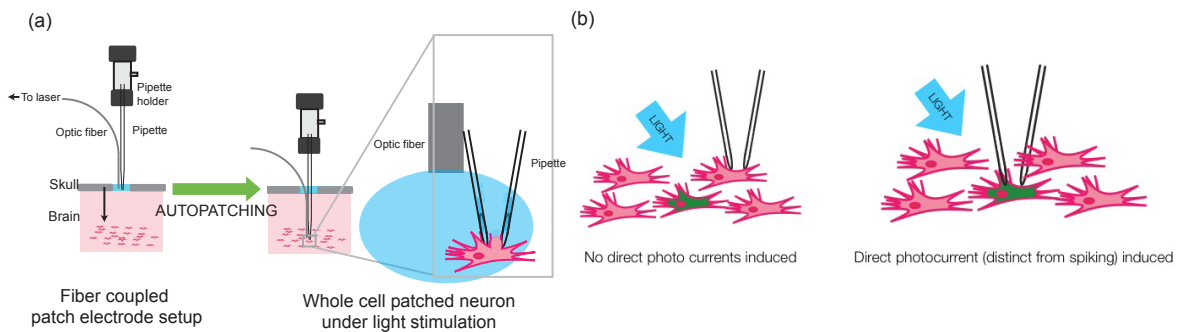 (a)
To laser
Pipette
holder
Optic fiber
Pipette
Skull
Brain
AUTOPATCHING
Optic fiber
Pipette
Fiber coupled
patch electrode setup
Whole cell patched neuron
under light stimulation
(b)
LIGHT
No direct photo currents induced
LIGHT
Direct photocurrent (distinct from spiking) induced